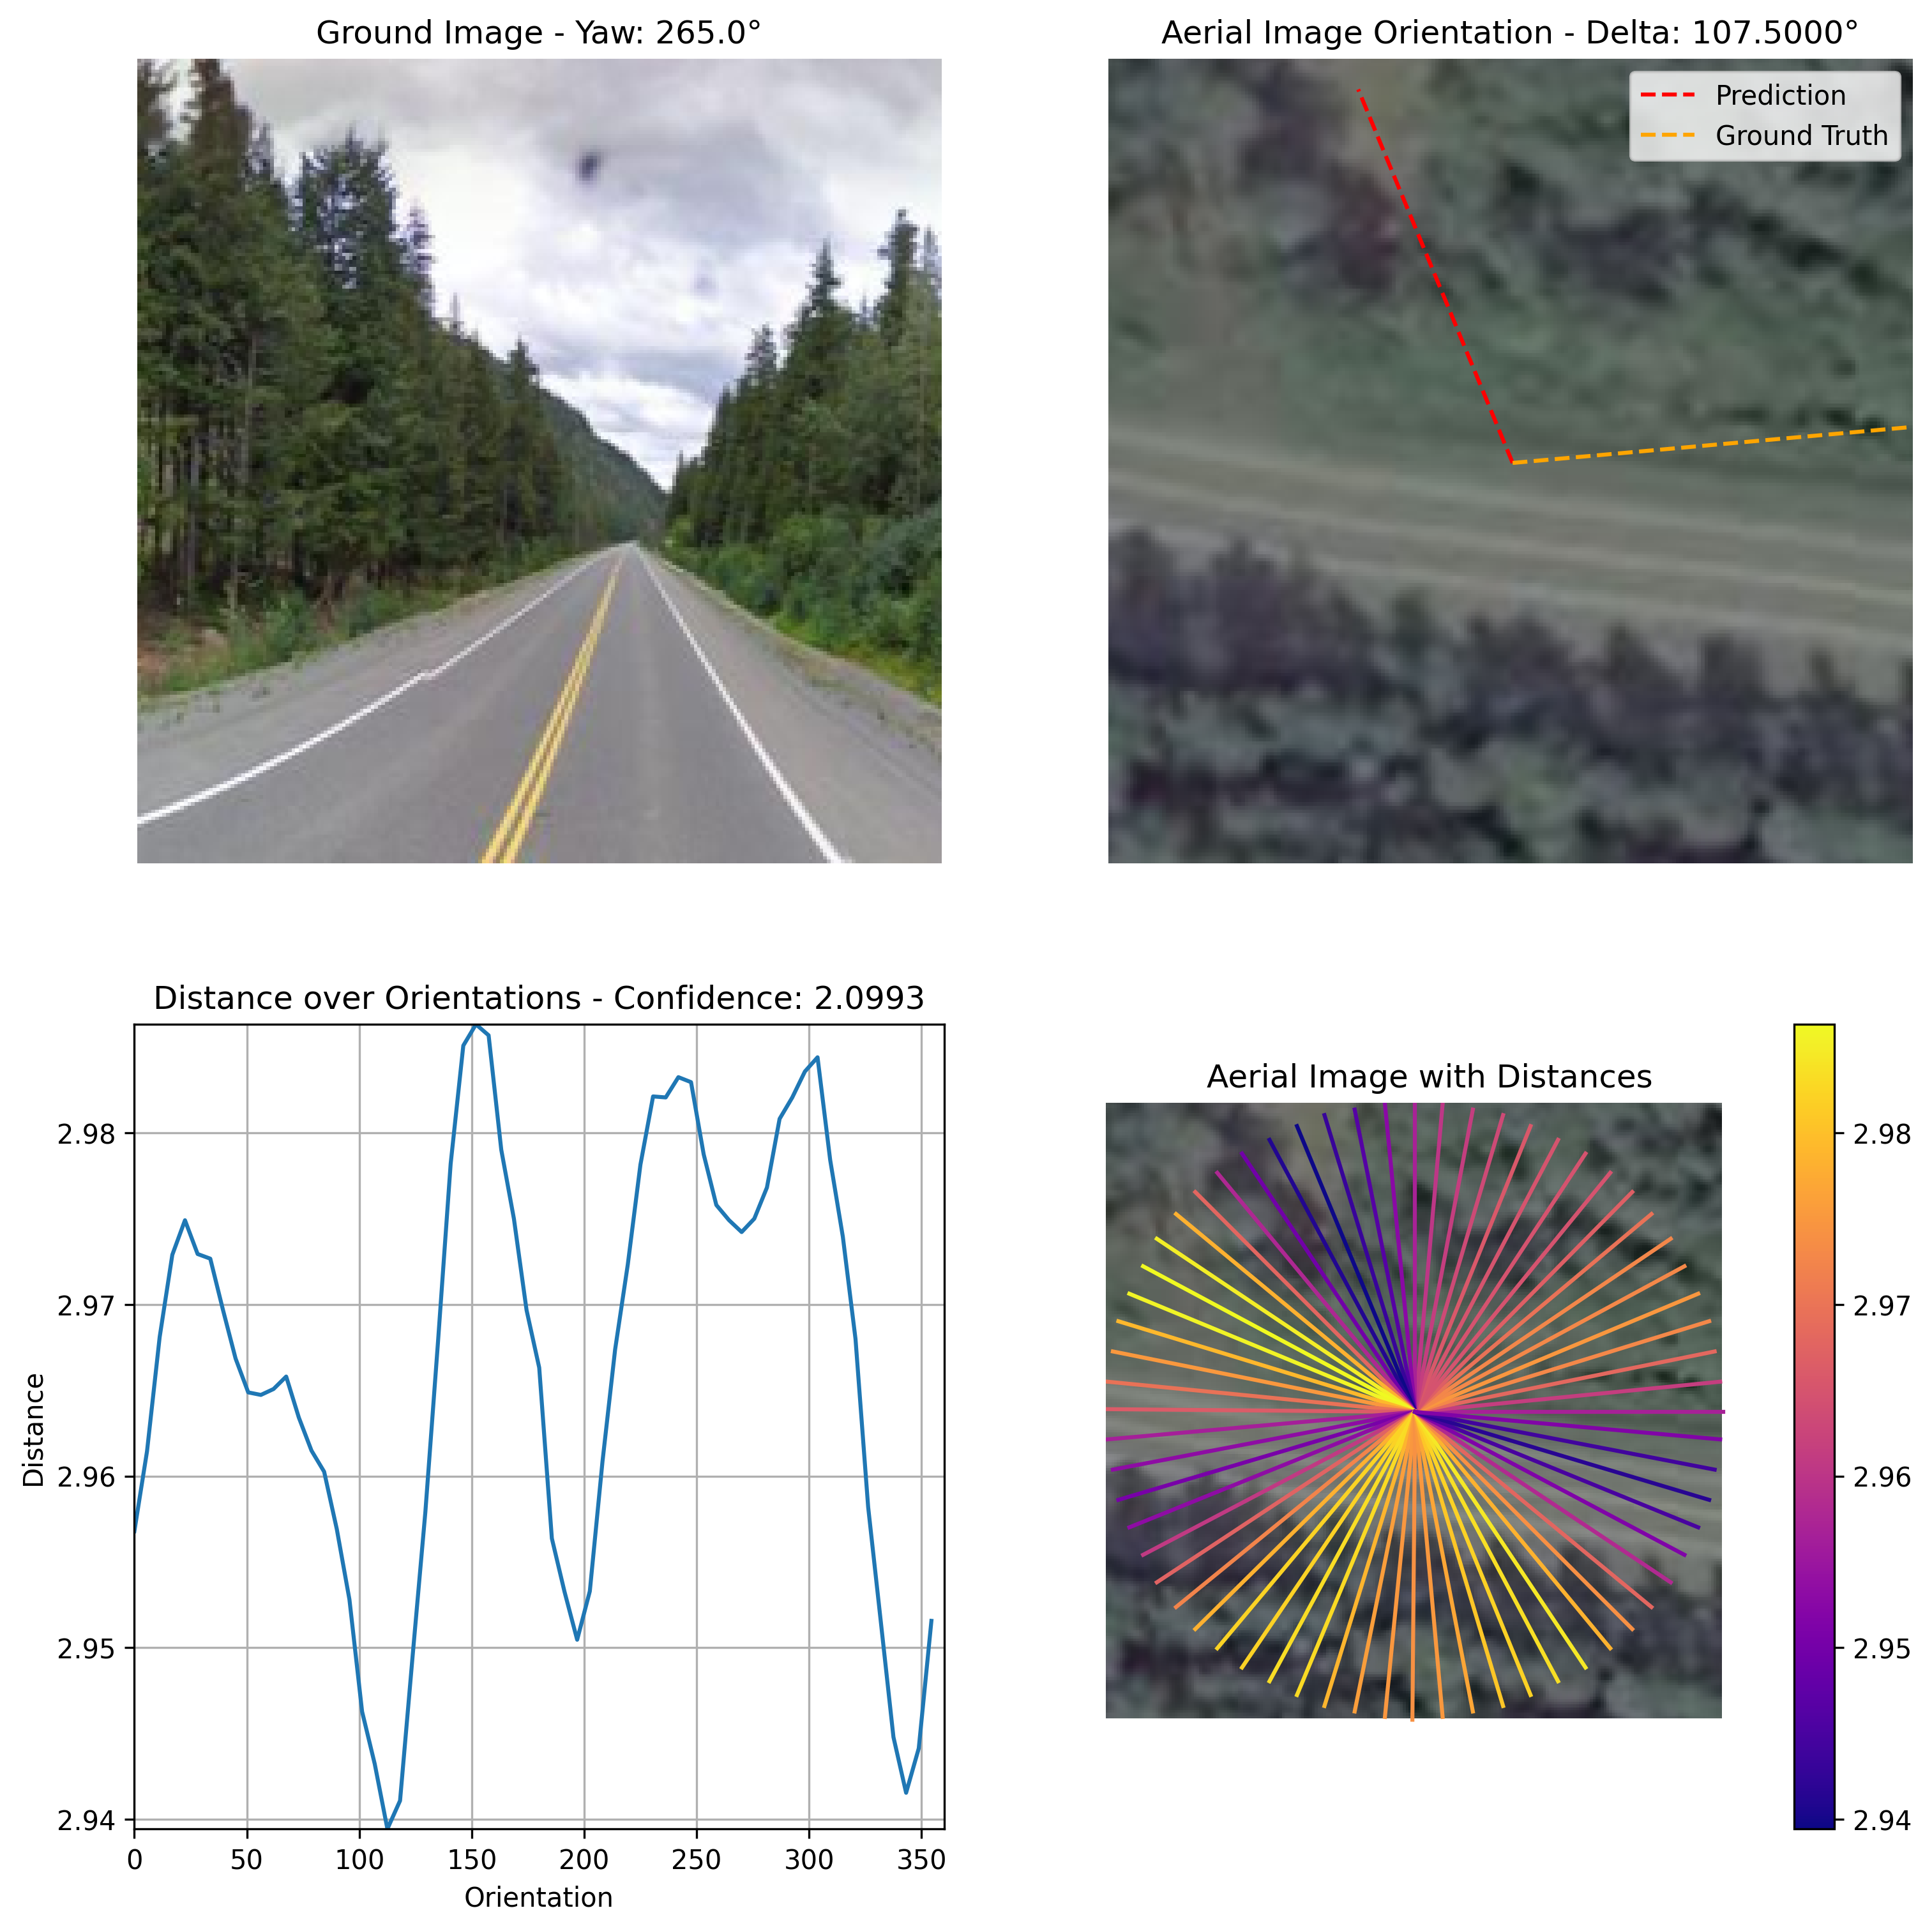 Ground Image - Yaw: 265.0°
Aerial Image Orientation - Delta: 107.5000°
Prediction
Ground Truth
Distance over Orientations - Confidence: 2.0993
Distance
2.98
2.97
2.96
2.95
2.94
0 50 100 150 200 250 300 350
Orientation
Aerial Image with Distances
2.98
2.97
2.96
2.95
2.94